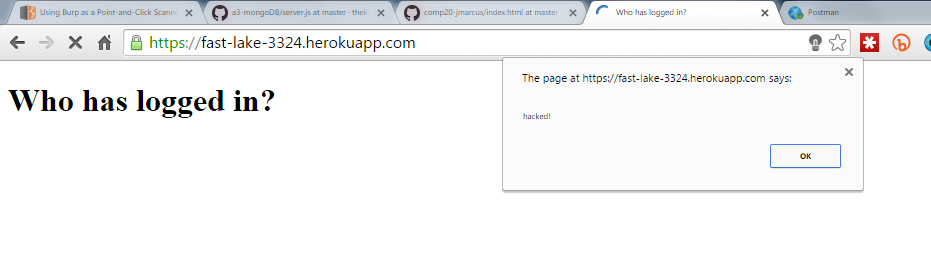 Using Burp as a Point-and-Click Scanne
a3-mongoDB/server.js at master · thek
comp20-jmarcus/index.html at master
Who has logged in?
Postman
https://fast-lake-3324.herokuapp.com
Who has logged in?
The page at https://fast-lake-3324.herokuapp.com says:
hacked!
OK